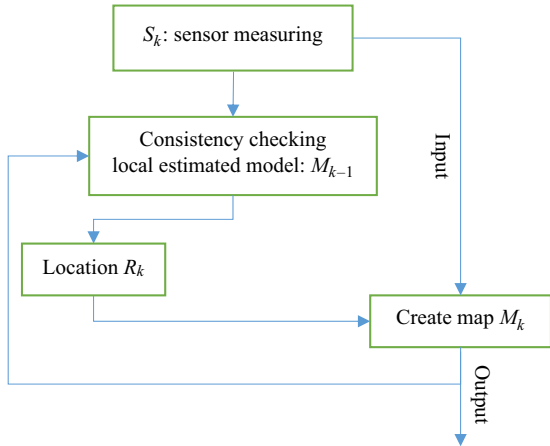 S_k: sensor measuring
Consistency checking
local estimated model: M_{k−1}
Input
Location R_k
Create map M_k
Output